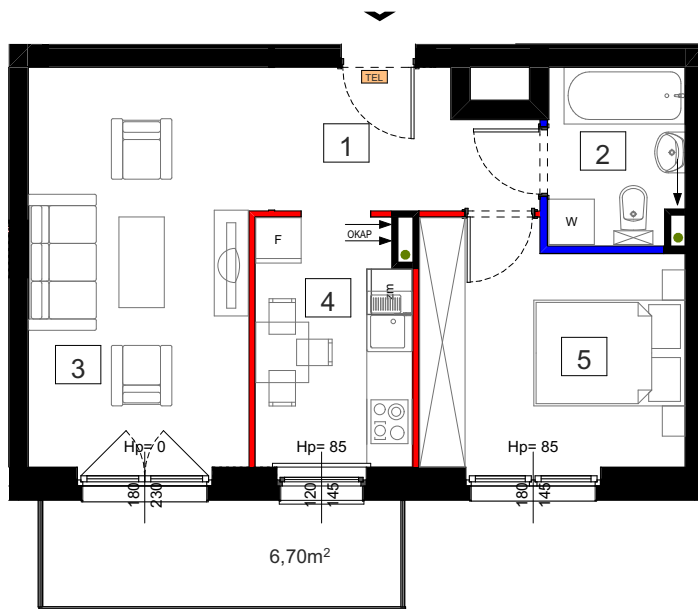 TEL
1
2
W
F
OKAP
4
zm
3
5
Hp= 0
Hp= 85
Hp= 85
180
230
120
145
180
145
6,70m²